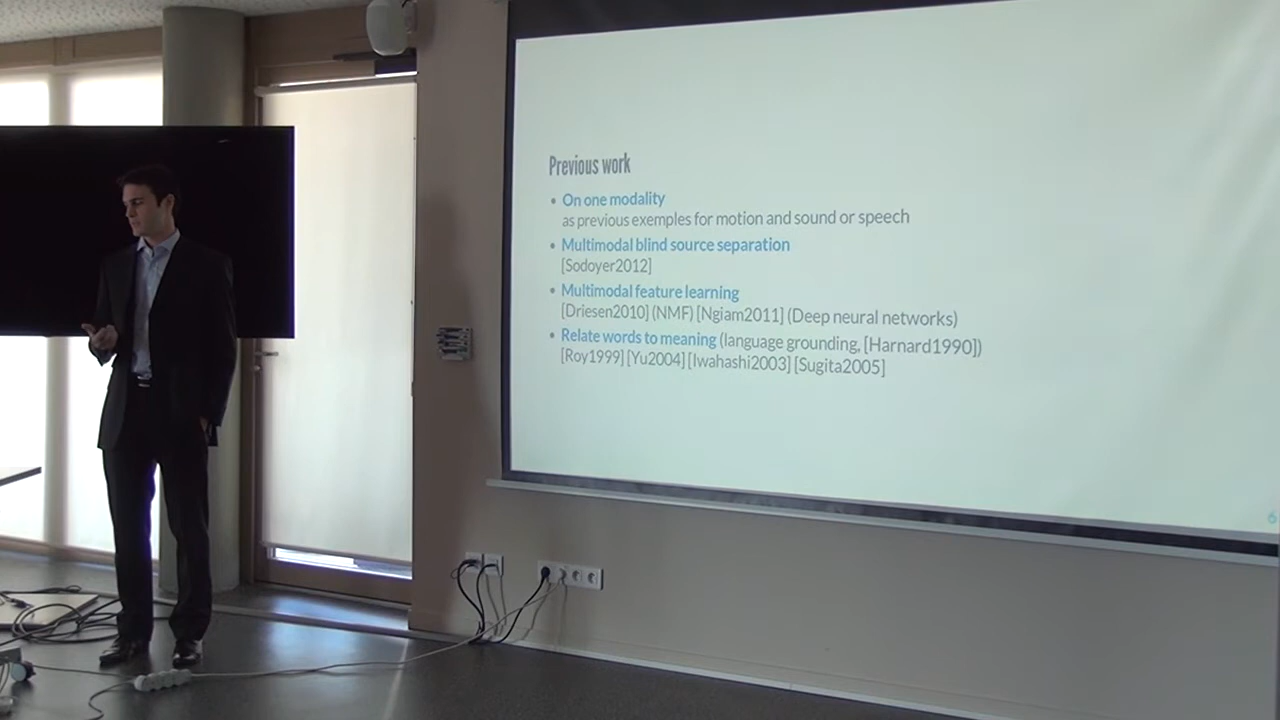 Previous work
• On one modality
as previous exemples for motion and sound or speech
• Multimodal blind source separation
[Sodoyer2012]
• Multimodal feature learning
[Driesen2010] (NMF) [Ngiam2011] (Deep neural networks)
• Relate words to meaning (language grounding, [Harnard1990])
[Roy1999] [Yu2004] [Iwahashi2003] [Sugita2005]